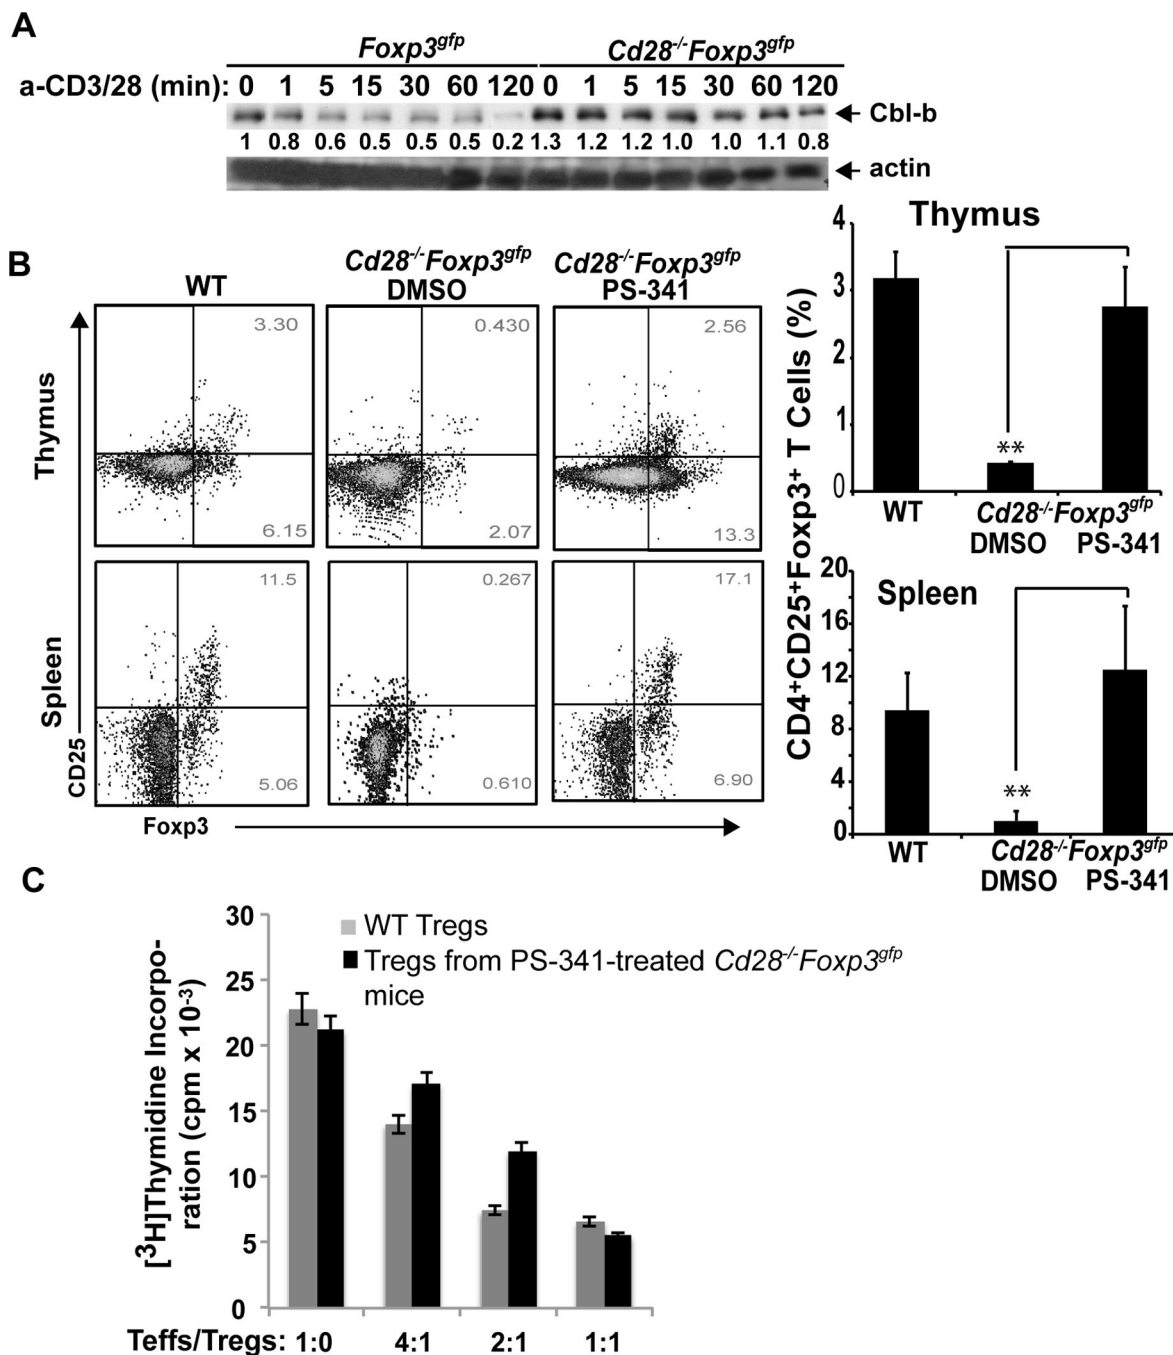 A
Foxp3gfp Cd28-/-Foxp3gfp
a-CD3/28 (min): 0 1 5 15 30 60 120 0 1 5 15 30 60 120
Cbl-b
1 0.8 0.6 0.5 0.5 0.5 0.2 1.3 1.2 1.2 1.0 1.0 1.1 0.8
actin
B
WT
Cd28-/-Foxp3gfp
DMSO
Cd28-/-Foxp3gfp
PS-341
Thymus
3.30
6.15
0.430
2.07
2.56
13.3
Spleen
11.5
5.06
0.267
0.610
17.1
6.90
CD25
Foxp3
CD4+CD25+Foxp3+ T Cells (%)
Thymus
4
3
2
1
0
**
WT
Cd28-/-Foxp3gfp
DMSO PS-341
Spleen
20
16
12
8
4
0
**
WT
Cd28-/-Foxp3gfp
DMSO PS-341
C
[3H]Thymidine Incorpo-
ration (cpm x 10-3)
30
25
20
15
10
5
0
WT Tregs
Tregs from PS-341-treated Cd28-/-Foxp3gfp
mice
Teffs/Tregs: 1:0 4:1 2:1 1:1